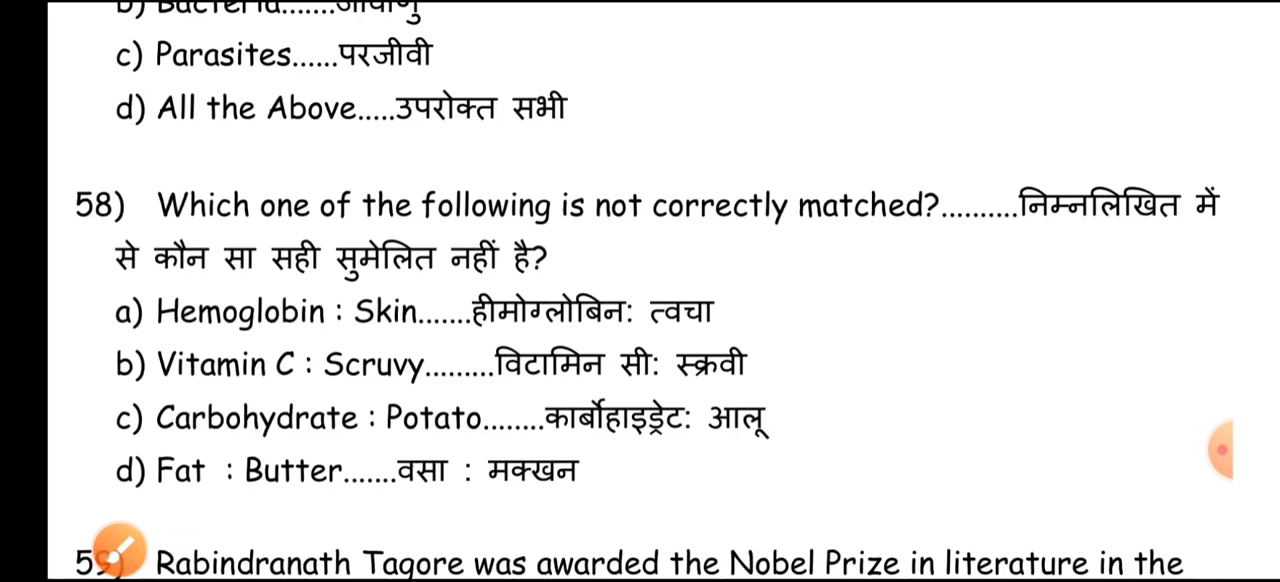 b) Bacteria.......जीवाणु
c) Parasites......परजीवी
d) All the Above.....उपरोक्त सभी
58) Which one of the following is not correctly matched?..........निम्नलिखित में
से कौन सा सही सुमेलित नहीं है?
a) Hemoglobin : Skin.......हीमोग्लोबिन: त्वचा
b) Vitamin C : Scruvy.........विटामिन सी: स्क्रवी
c) Carbohydrate : Potato........कार्बोहाइड्रेट: आलू
d) Fat : Butter.......वसा : मक्खन
59) Rabindranath Tagore was awarded the Nobel Prize in literature in the